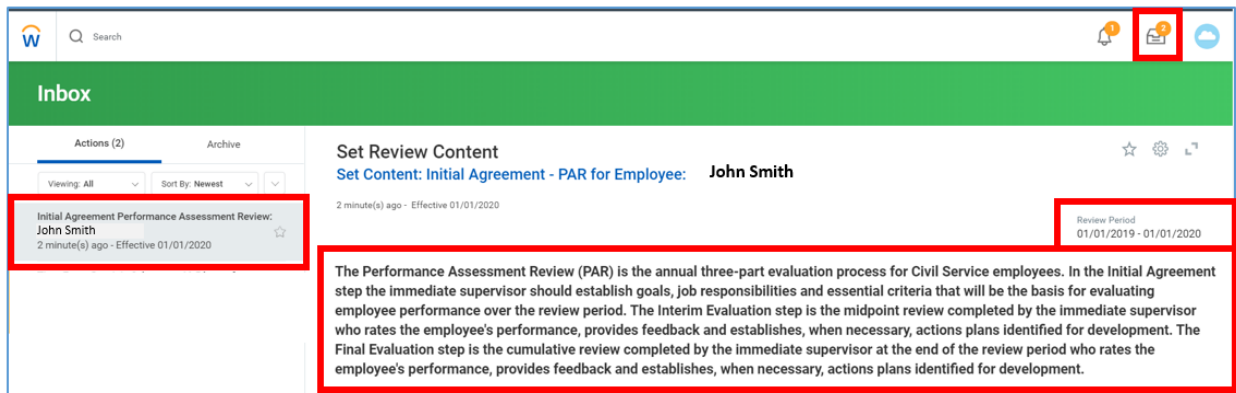 W
Search
1
2
Inbox
Actions (2)
Archive
Viewing: All
Sort By: Newest
Initial Agreement Performance Assessment Review:
John Smith
2 minute(s) ago - Effective 01/01/2020
Set Review Content
Set Content: Initial Agreement - PAR for Employee: John Smith
2 minute(s) ago - Effective 01/01/2020
Review Period
01/01/2019 - 01/01/2020
The Performance Assessment Review (PAR) is the annual three-part evaluation process for Civil Service employees. In the Initial Agreement
step the immediate supervisor should establish goals, job responsibilities and essential criteria that will be the basis for evaluating
employee performance over the review period. The Interim Evaluation step is the midpoint review completed by the immediate supervisor
who rates the employee's performance, provides feedback and establishes, when necessary, actions plans identified for development. The
Final Evaluation step is the cumulative review completed by the immediate supervisor at the end of the review period who rates the
employee's performance, provides feedback and establishes, when necessary, actions plans identified for development.